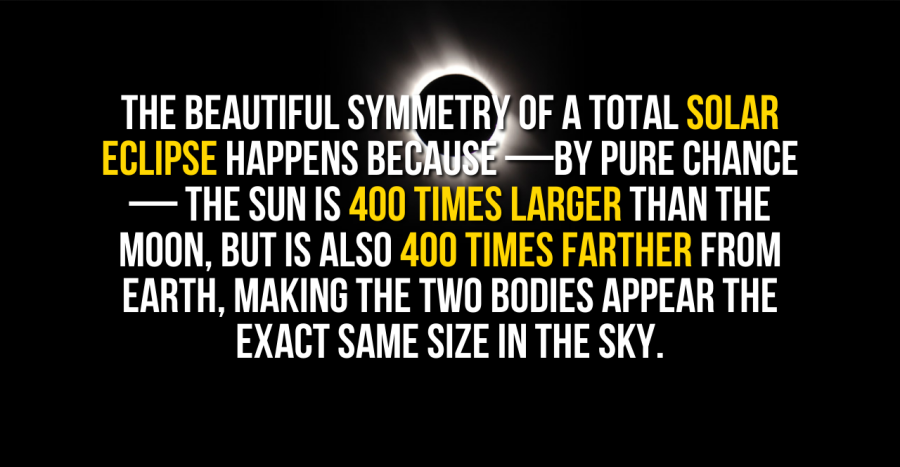 THE BEAUTIFUL SYMMETRY OF A TOTAL SOLAR
ECLIPSE HAPPENS BECAUSE —BY PURE CHANCE
— THE SUN IS 400 TIMES LARGER THAN THE
MOON, BUT IS ALSO 400 TIMES FARTHER FROM
EARTH, MAKING THE TWO BODIES APPEAR THE
EXACT SAME SIZE IN THE SKY.